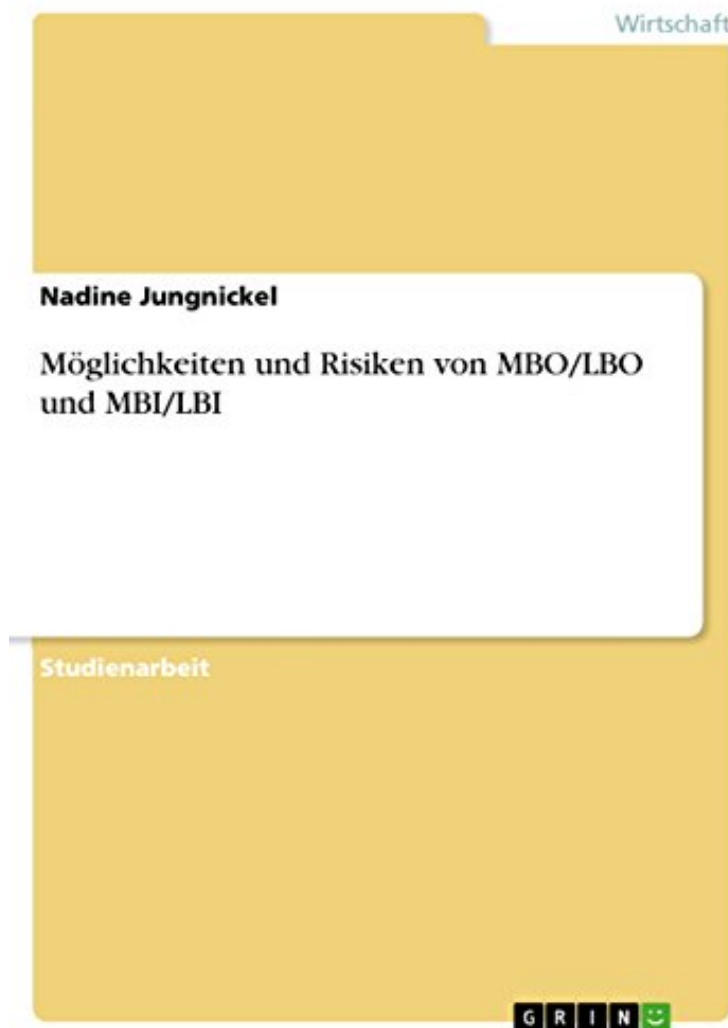 Wirtschaft
Nadine Jungnickel
Möglichkeiten und Risiken von MBO/LBO
und MBI/LBI
Studienarbeit
GRIN